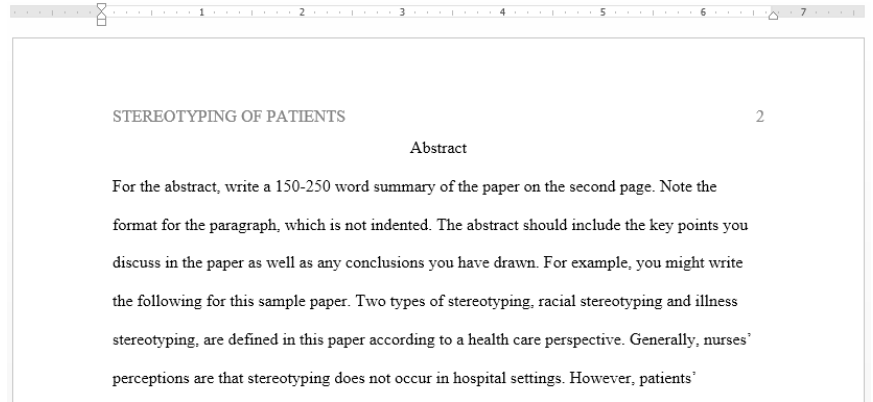 1 2 3 4 5 6 7
STEREOTYPING OF PATIENTS 2
Abstract
For the abstract, write a 150-250 word summary of the paper on the second page. Note the
format for the paragraph, which is not indented. The abstract should include the key points you
discuss in the paper as well as any conclusions you have drawn. For example, you might write
the following for this sample paper. Two types of stereotyping, racial stereotyping and illness
stereotyping, are defined in this paper according to a health care perspective. Generally, nurses’
perceptions are that stereotyping does not occur in hospital settings. However, patients’